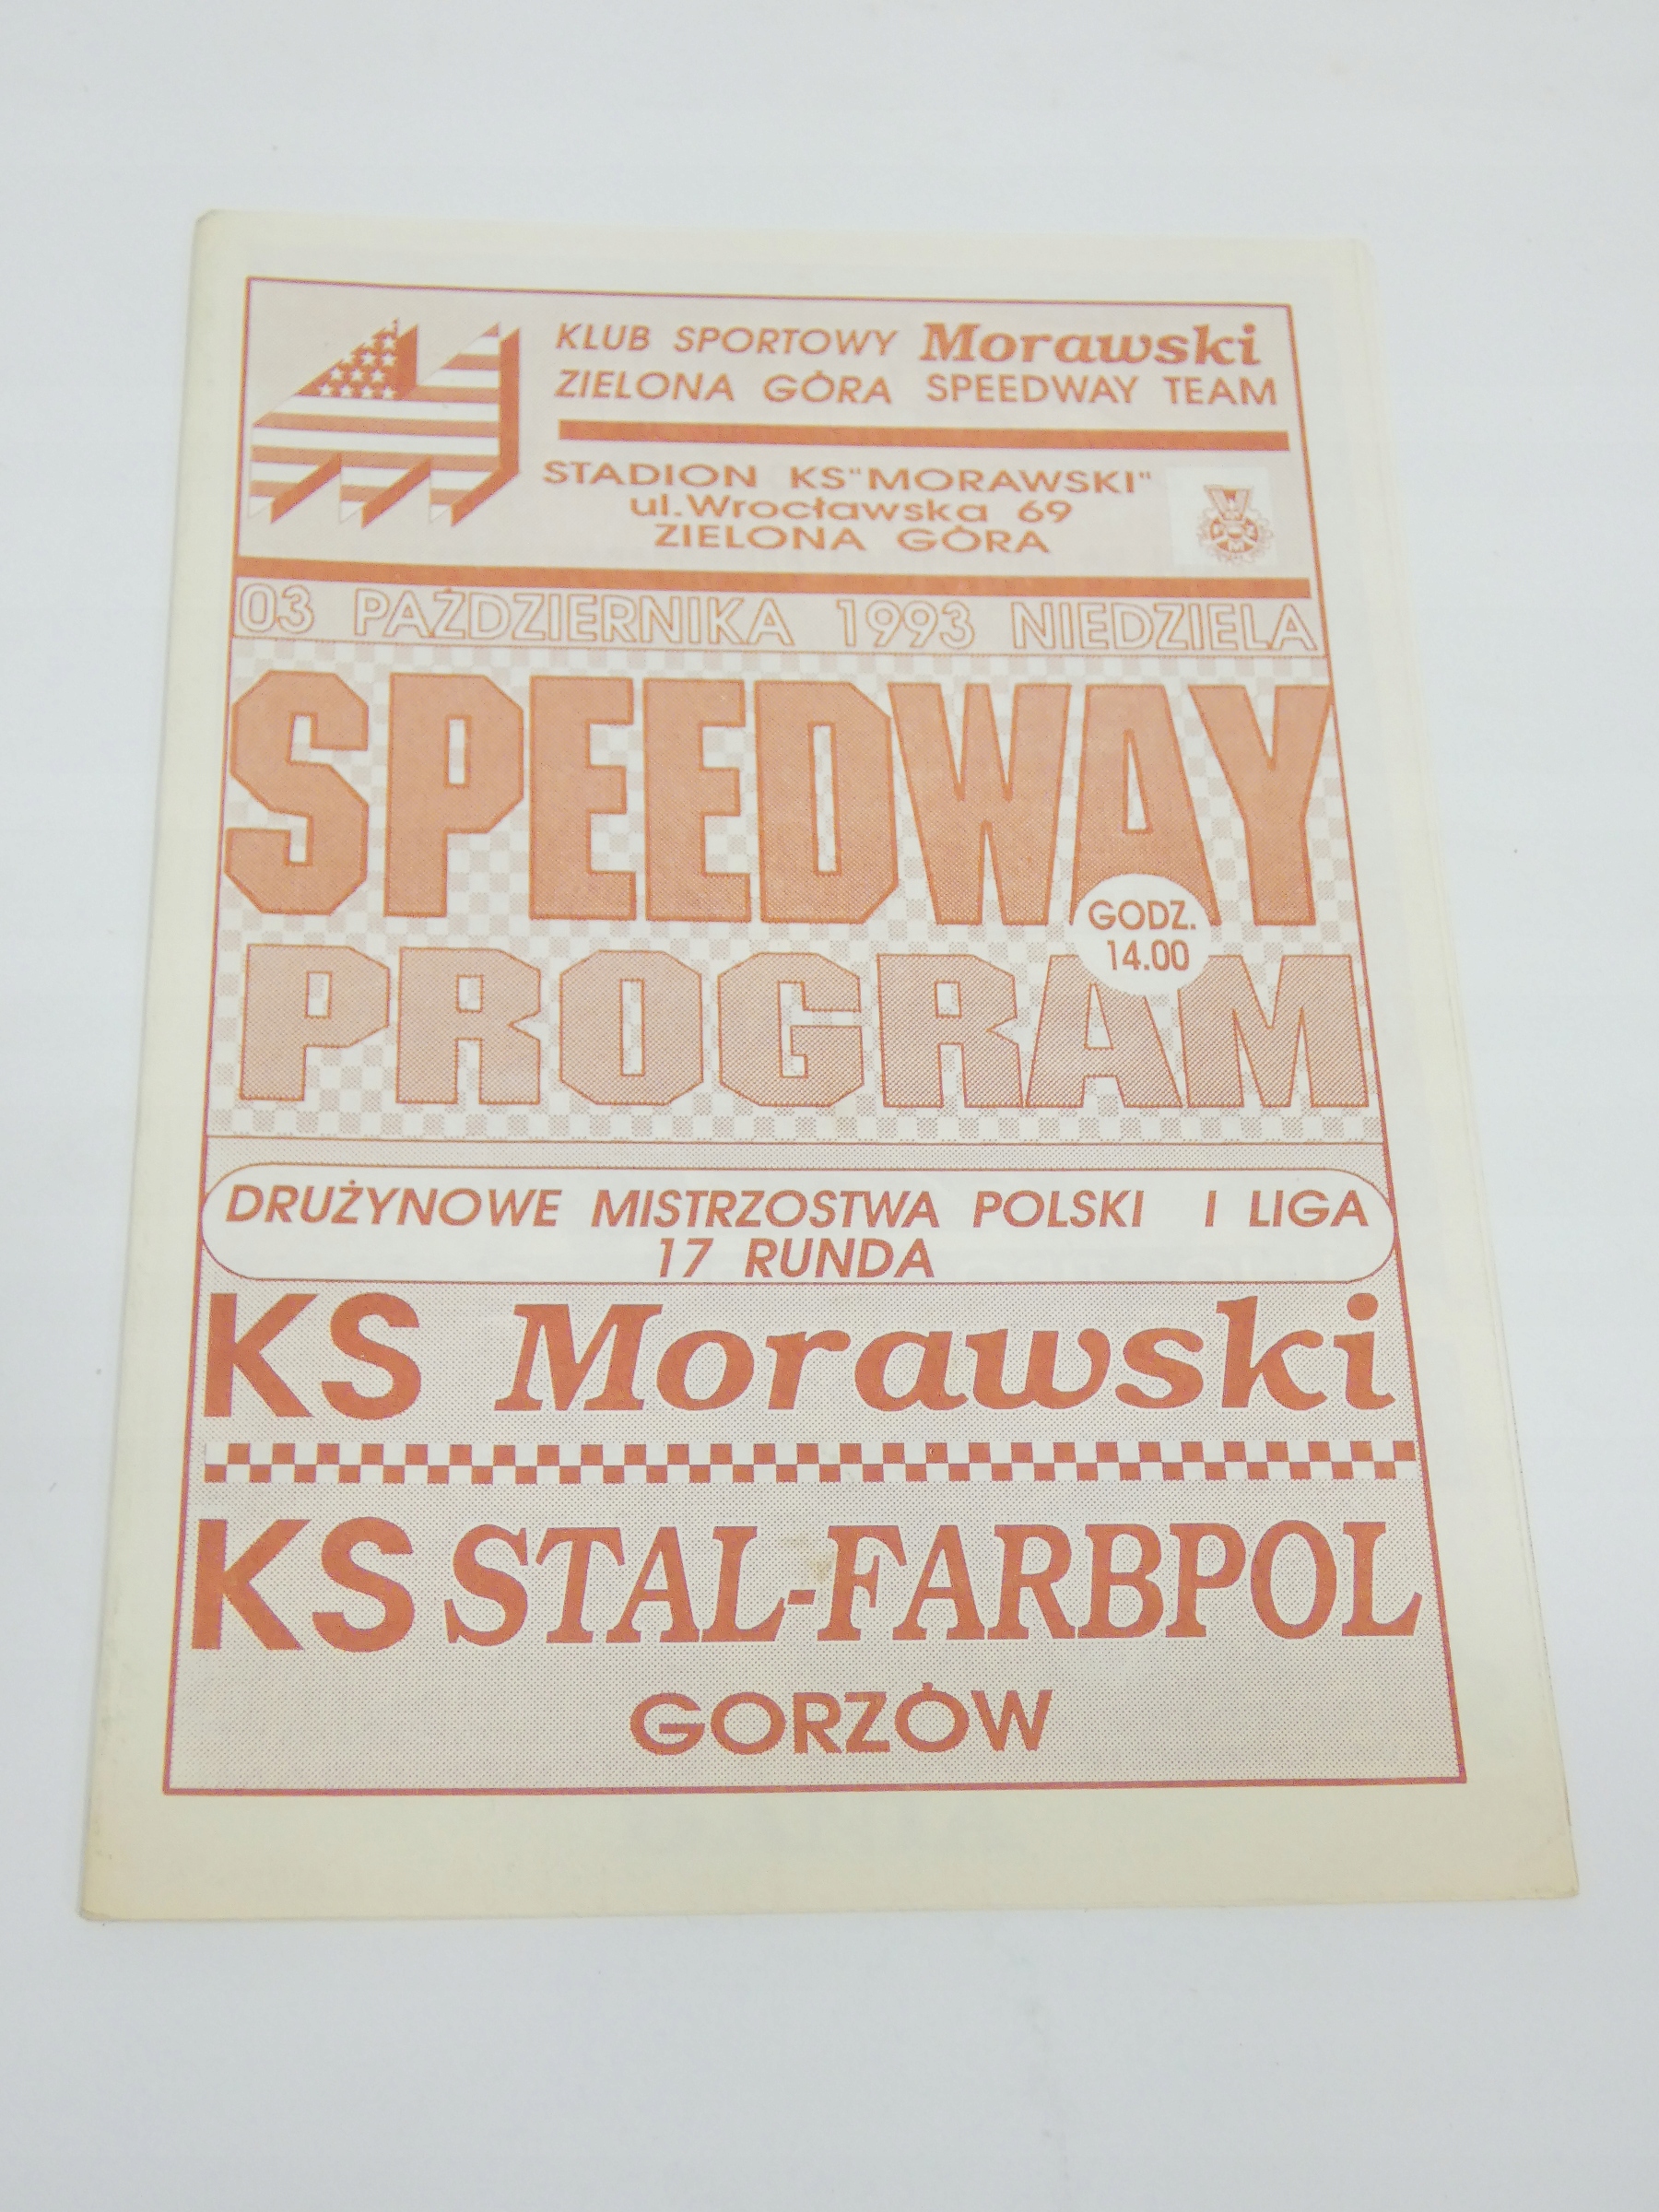 KLUB SPORTOWY Morawski
ZIELONA GÓRA SPEEDWAY TEAM
STADION KS"MORAWSKI"
ul.Wrocławska 69
ZIELONA GÓRA
03 PAŹDZIERNIKA 1993 NIEDZIELA
SPEEDWAY
GODZ.
14.00
PROGRAM
DRUŻYNOWE MISTRZOSTWA POLSKI I LIGA
17 RUNDA
KS Morawski
KS STAL-FARBPOL
GORZÓW